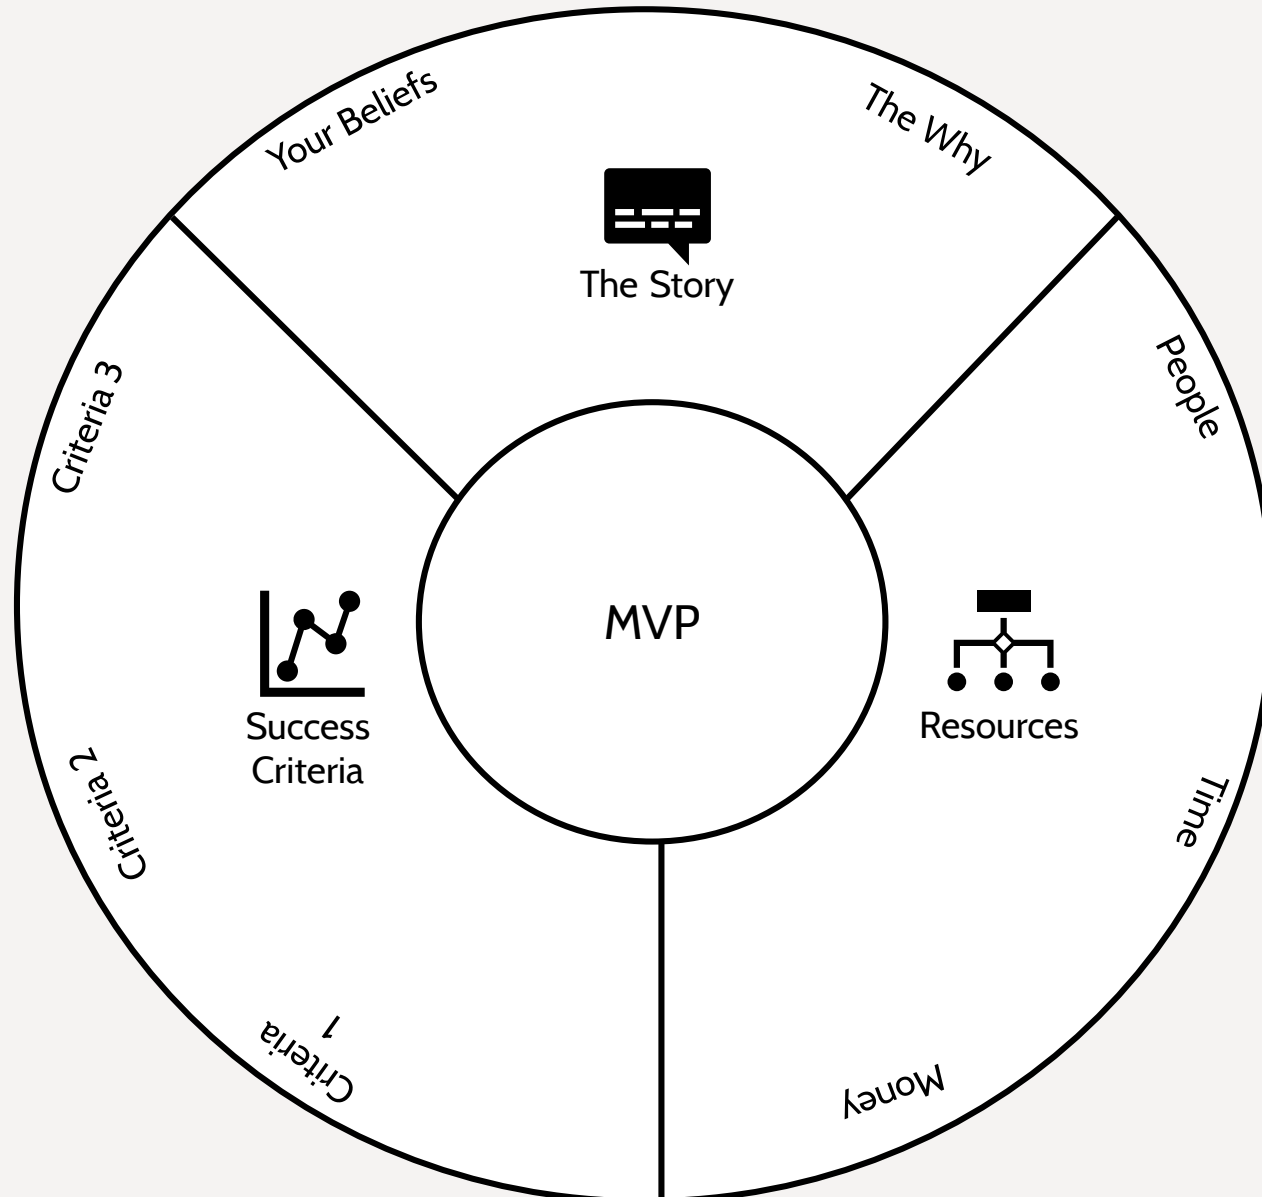 Your Beliefs
The Why
The Story
People
Criteria 3
MVP
Success
Criteria
Resources
Criteria 2
Time
Criteria
1
Money